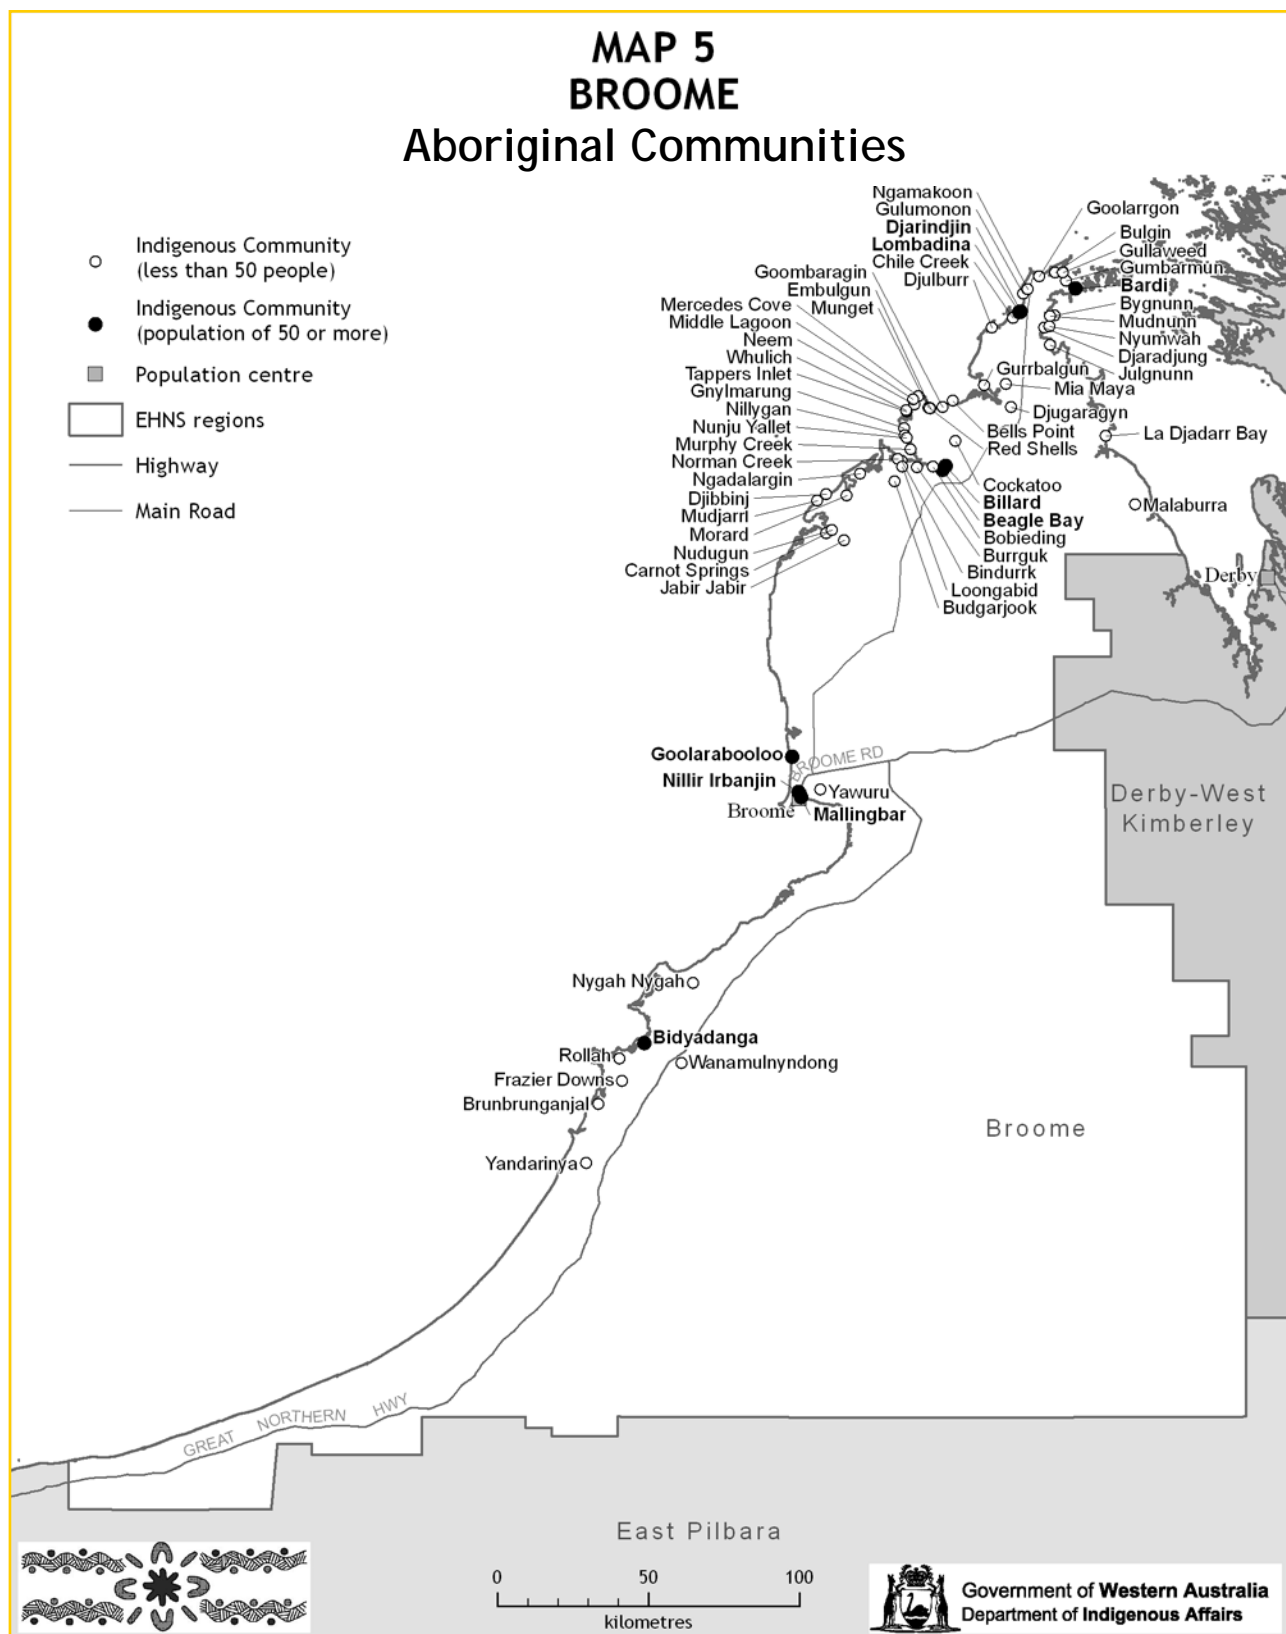 MAP 5
BROOME
Aboriginal Communities
Indigenous Community
(less than 50 people)
Indigenous Community
(population of 50 or more)
Population centre
EHNS regions
Highway
Main Road
Ngamakoon
Gulumonon
Djarindjin
Lombadina
Chile Creek
Djulburr
Goombaragin
Embulgun
Munget
Mercedes Cove
Middle Lagoon
Neem
Whulich
Tappers Inlet
Gnylmarung
Nillygan
Nunju Yallet
Murphy Creek
Norman Creek
Ngadalargin
Djibbinj
Mudjarrl
Morard
Nudugun
Carnot Springs
Jabir Jabir
Goolarrgon
Bulgin
Gullaweed
Gumbarmun
Bardi
Bygnunn
Mudnunn
Nyumwah
Djaradjung
Julgnunn
Gurrbalgun
Mia Maya
Djugaragyn
Bells Point
Red Shells
La Djadarr Bay
Cockatoo
Billard
Beagle Bay
Bobieding
Burrguk
Bindurrk
Loongabid
Budgarjook
Malaburra
Derby
Goolarabooloo
BROOME RD
Nillir Irbanjin
Yawuru
Broome
Mallingbar
Derby-West
Kimberley
Nygah Nygah
Bidyadanga
Rollah
Wanamulnyndong
Frazier Downs
Brunbrunganjal
Broome
Yandarinya
GREAT NORTHERN HWY
East Pilbara
0 50 100
kilometres
Government of Western Australia
Department of Indigenous Affairs